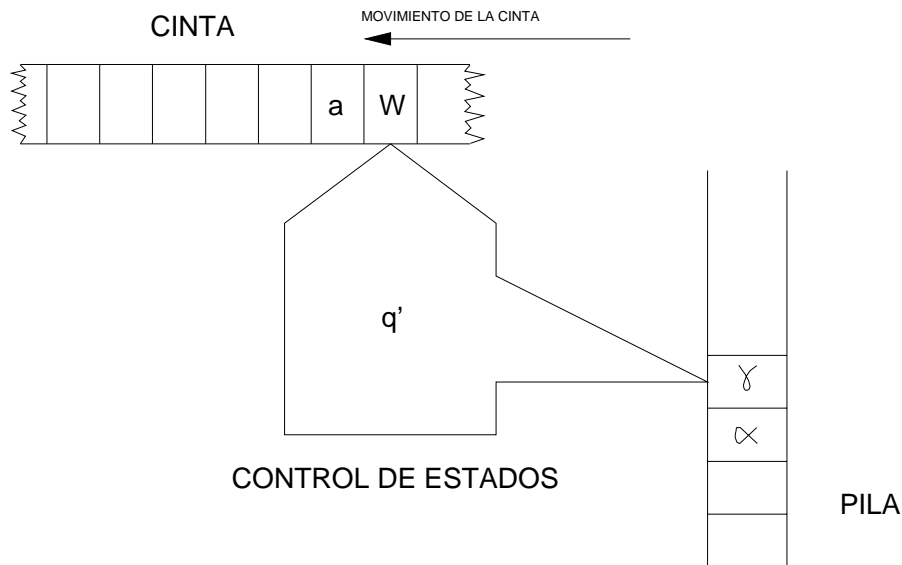 MOVIMIENTO DE LA CINTA
CINTA
a W
q’
γ
α
CONTROL DE ESTADOS
PILA